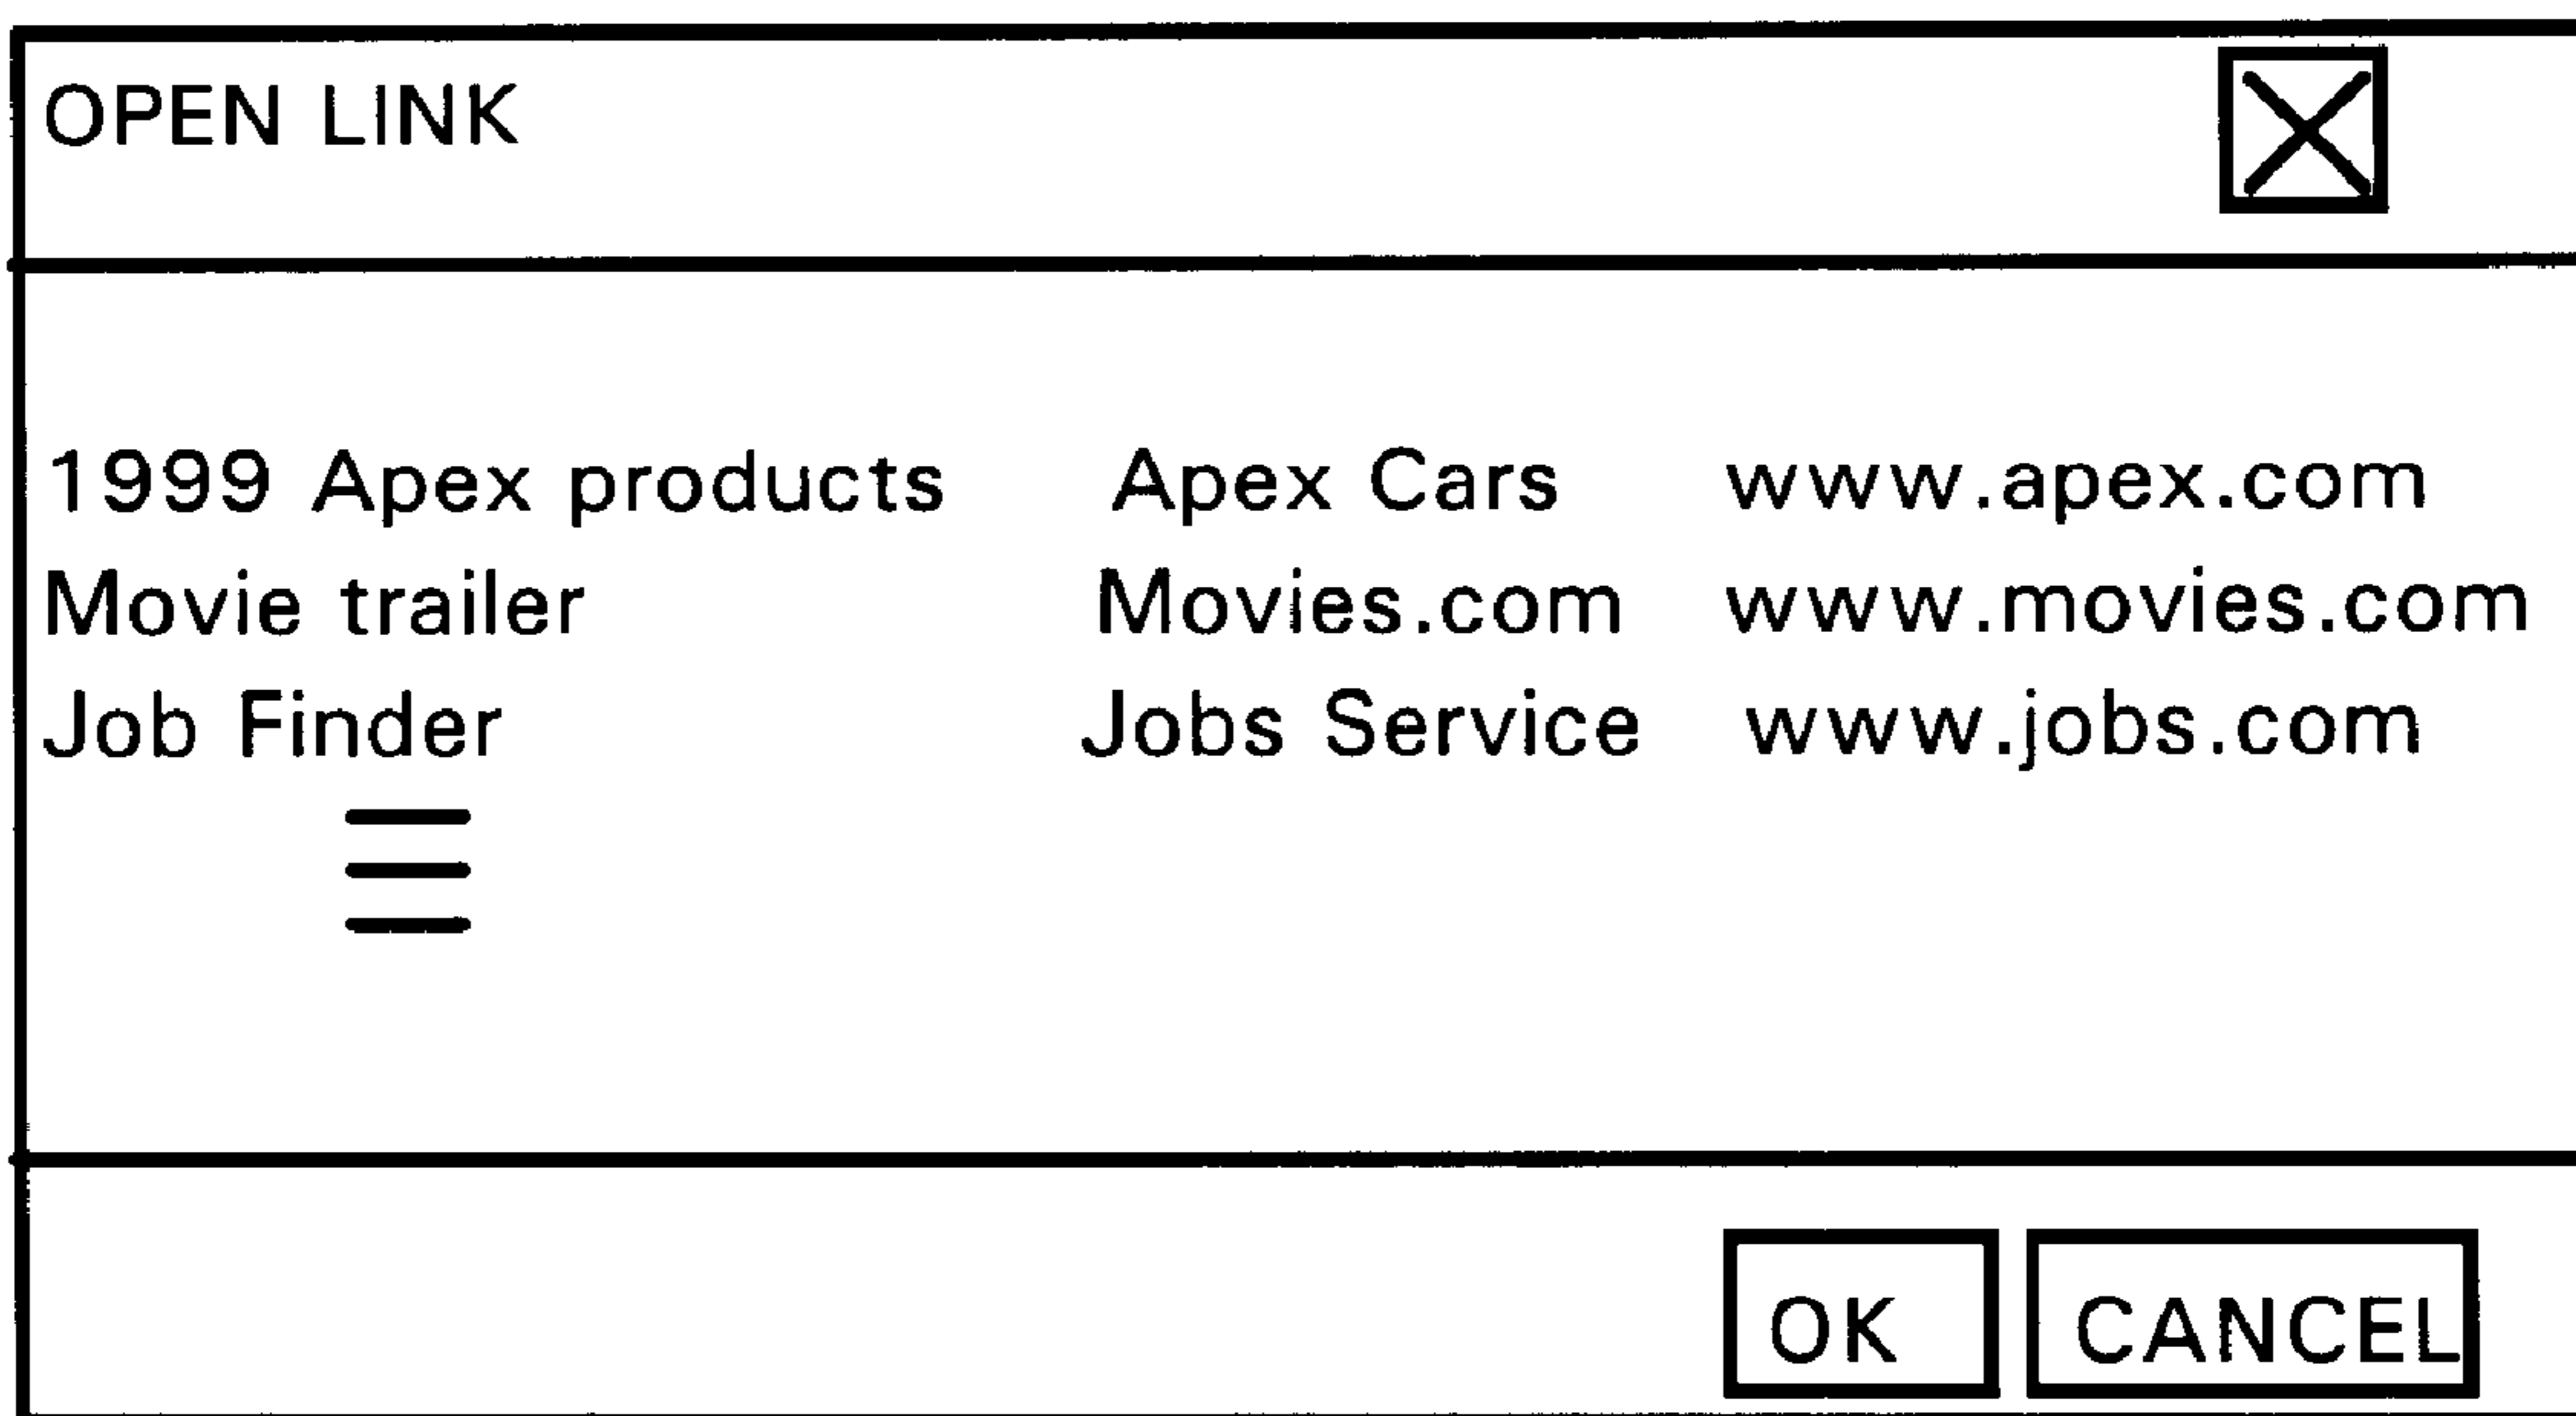 OPEN LINK
1999 Apex products Apex Cars www.apex.com
Movie trailer Movies.com www.movies.com
Job Finder Jobs Service www.jobs.com
OK CANCEL